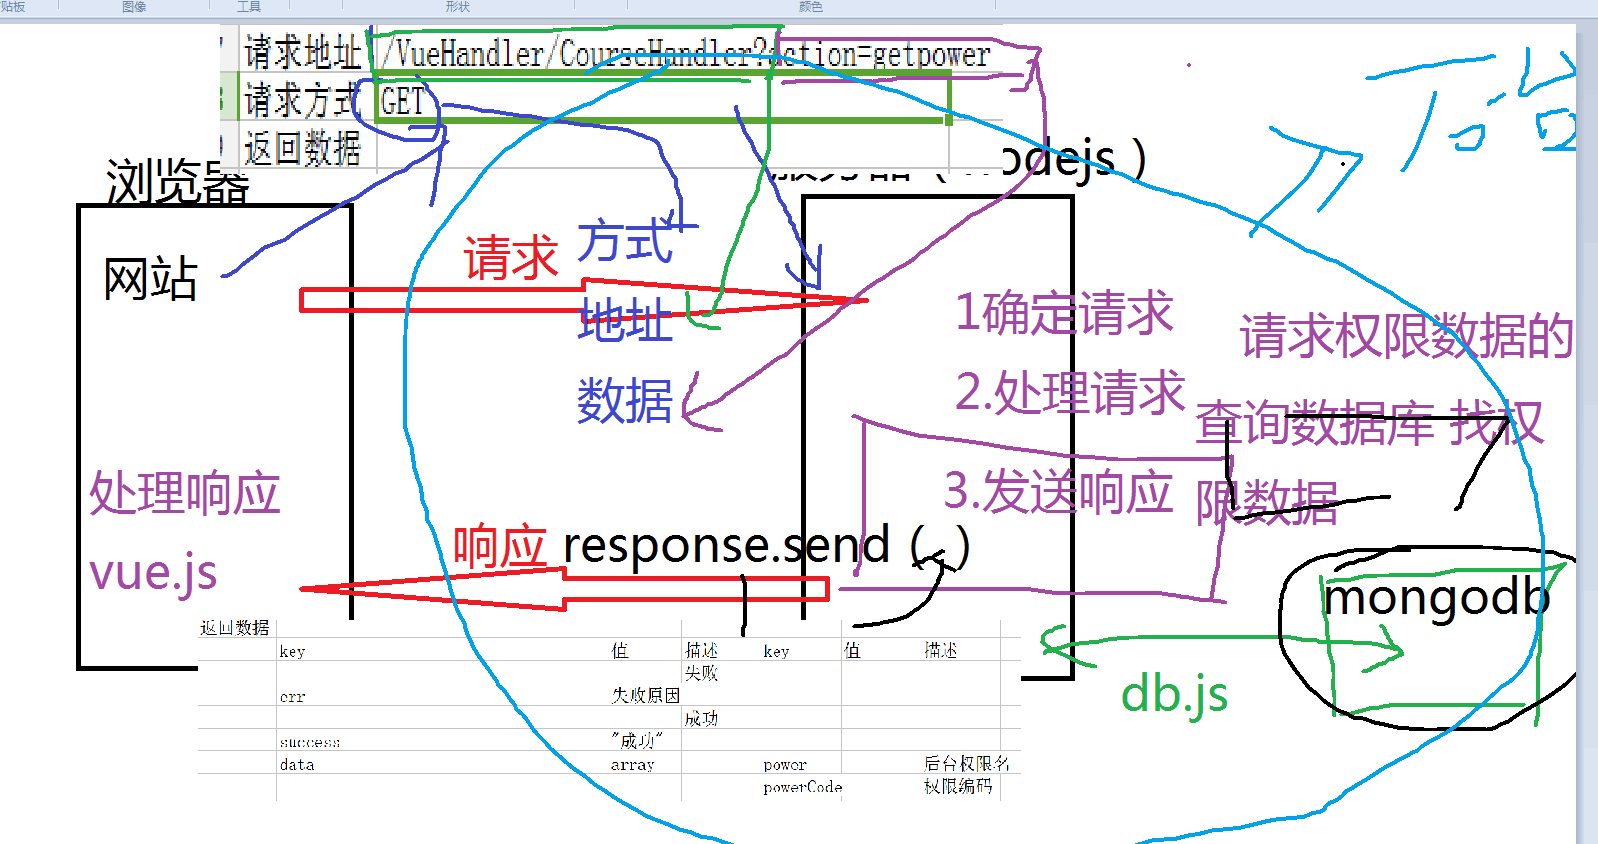 贴板 图像 工具 形状 颜色
请求地址 /VueHandler/CourseHandler?action=getpower
请求方式 GET
返回数据
后台
浏览器
服务器（nodejs）
网站
请求 方式
地址
数据
1确定请求
2.处理请求
3.发送响应
请求权限数据的
查询数据库 找权
限数据
处理响应
vue.js
响应 response.send（ ）
mongodb
db.js
返回数据
key 值 描述 key 值 描述
失败
err 失败原因
成功
success "成功"
data array power 后台权限名
powerCode 权限编码